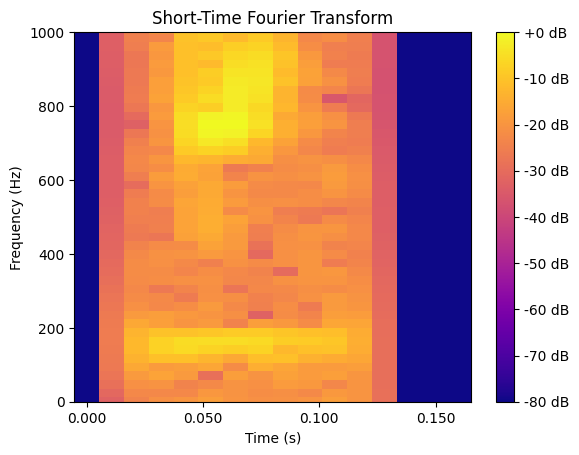 Short-Time Fourier Transform
Frequency (Hz)
1000
800
600
400
200
0
0.000
0.050
0.100
0.150
Time (s)
+0 dB
-10 dB
-20 dB
-30 dB
-40 dB
-50 dB
-60 dB
-70 dB
-80 dB